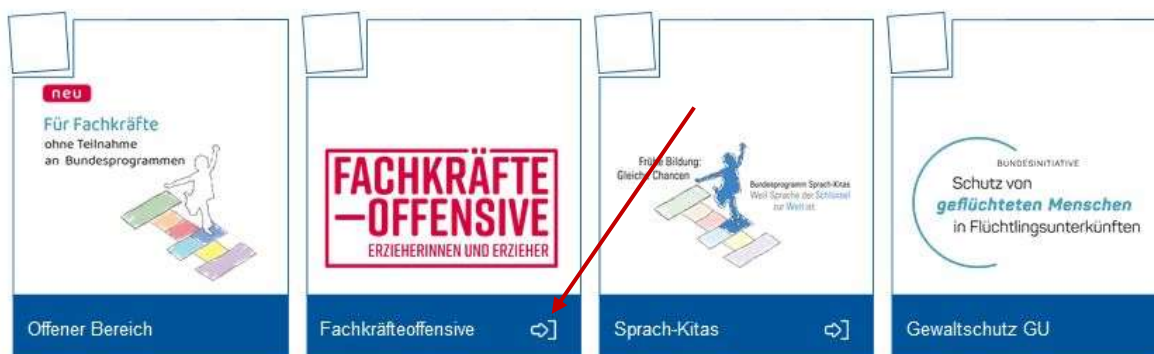 neu
Für Fachkräfte
ohne Teilnahme
an Bundesprogrammen
Offener Bereich
FACHKRÄFTE
—OFFENSIVE
ERZIEHERINNEN UND ERZIEHER
Fachkräfteoffensive
Frühe Bildung:
Gleiche Chancen
Bundesprogramm Sprach-Kitas
Weil Sprache der Schlüssel
zur Welt ist
Sprach-Kitas
BUNDESINITIATIVE
Schutz von
geflüchteten Menschen
in Flüchtlingsunterkünften
Gewaltschutz GU